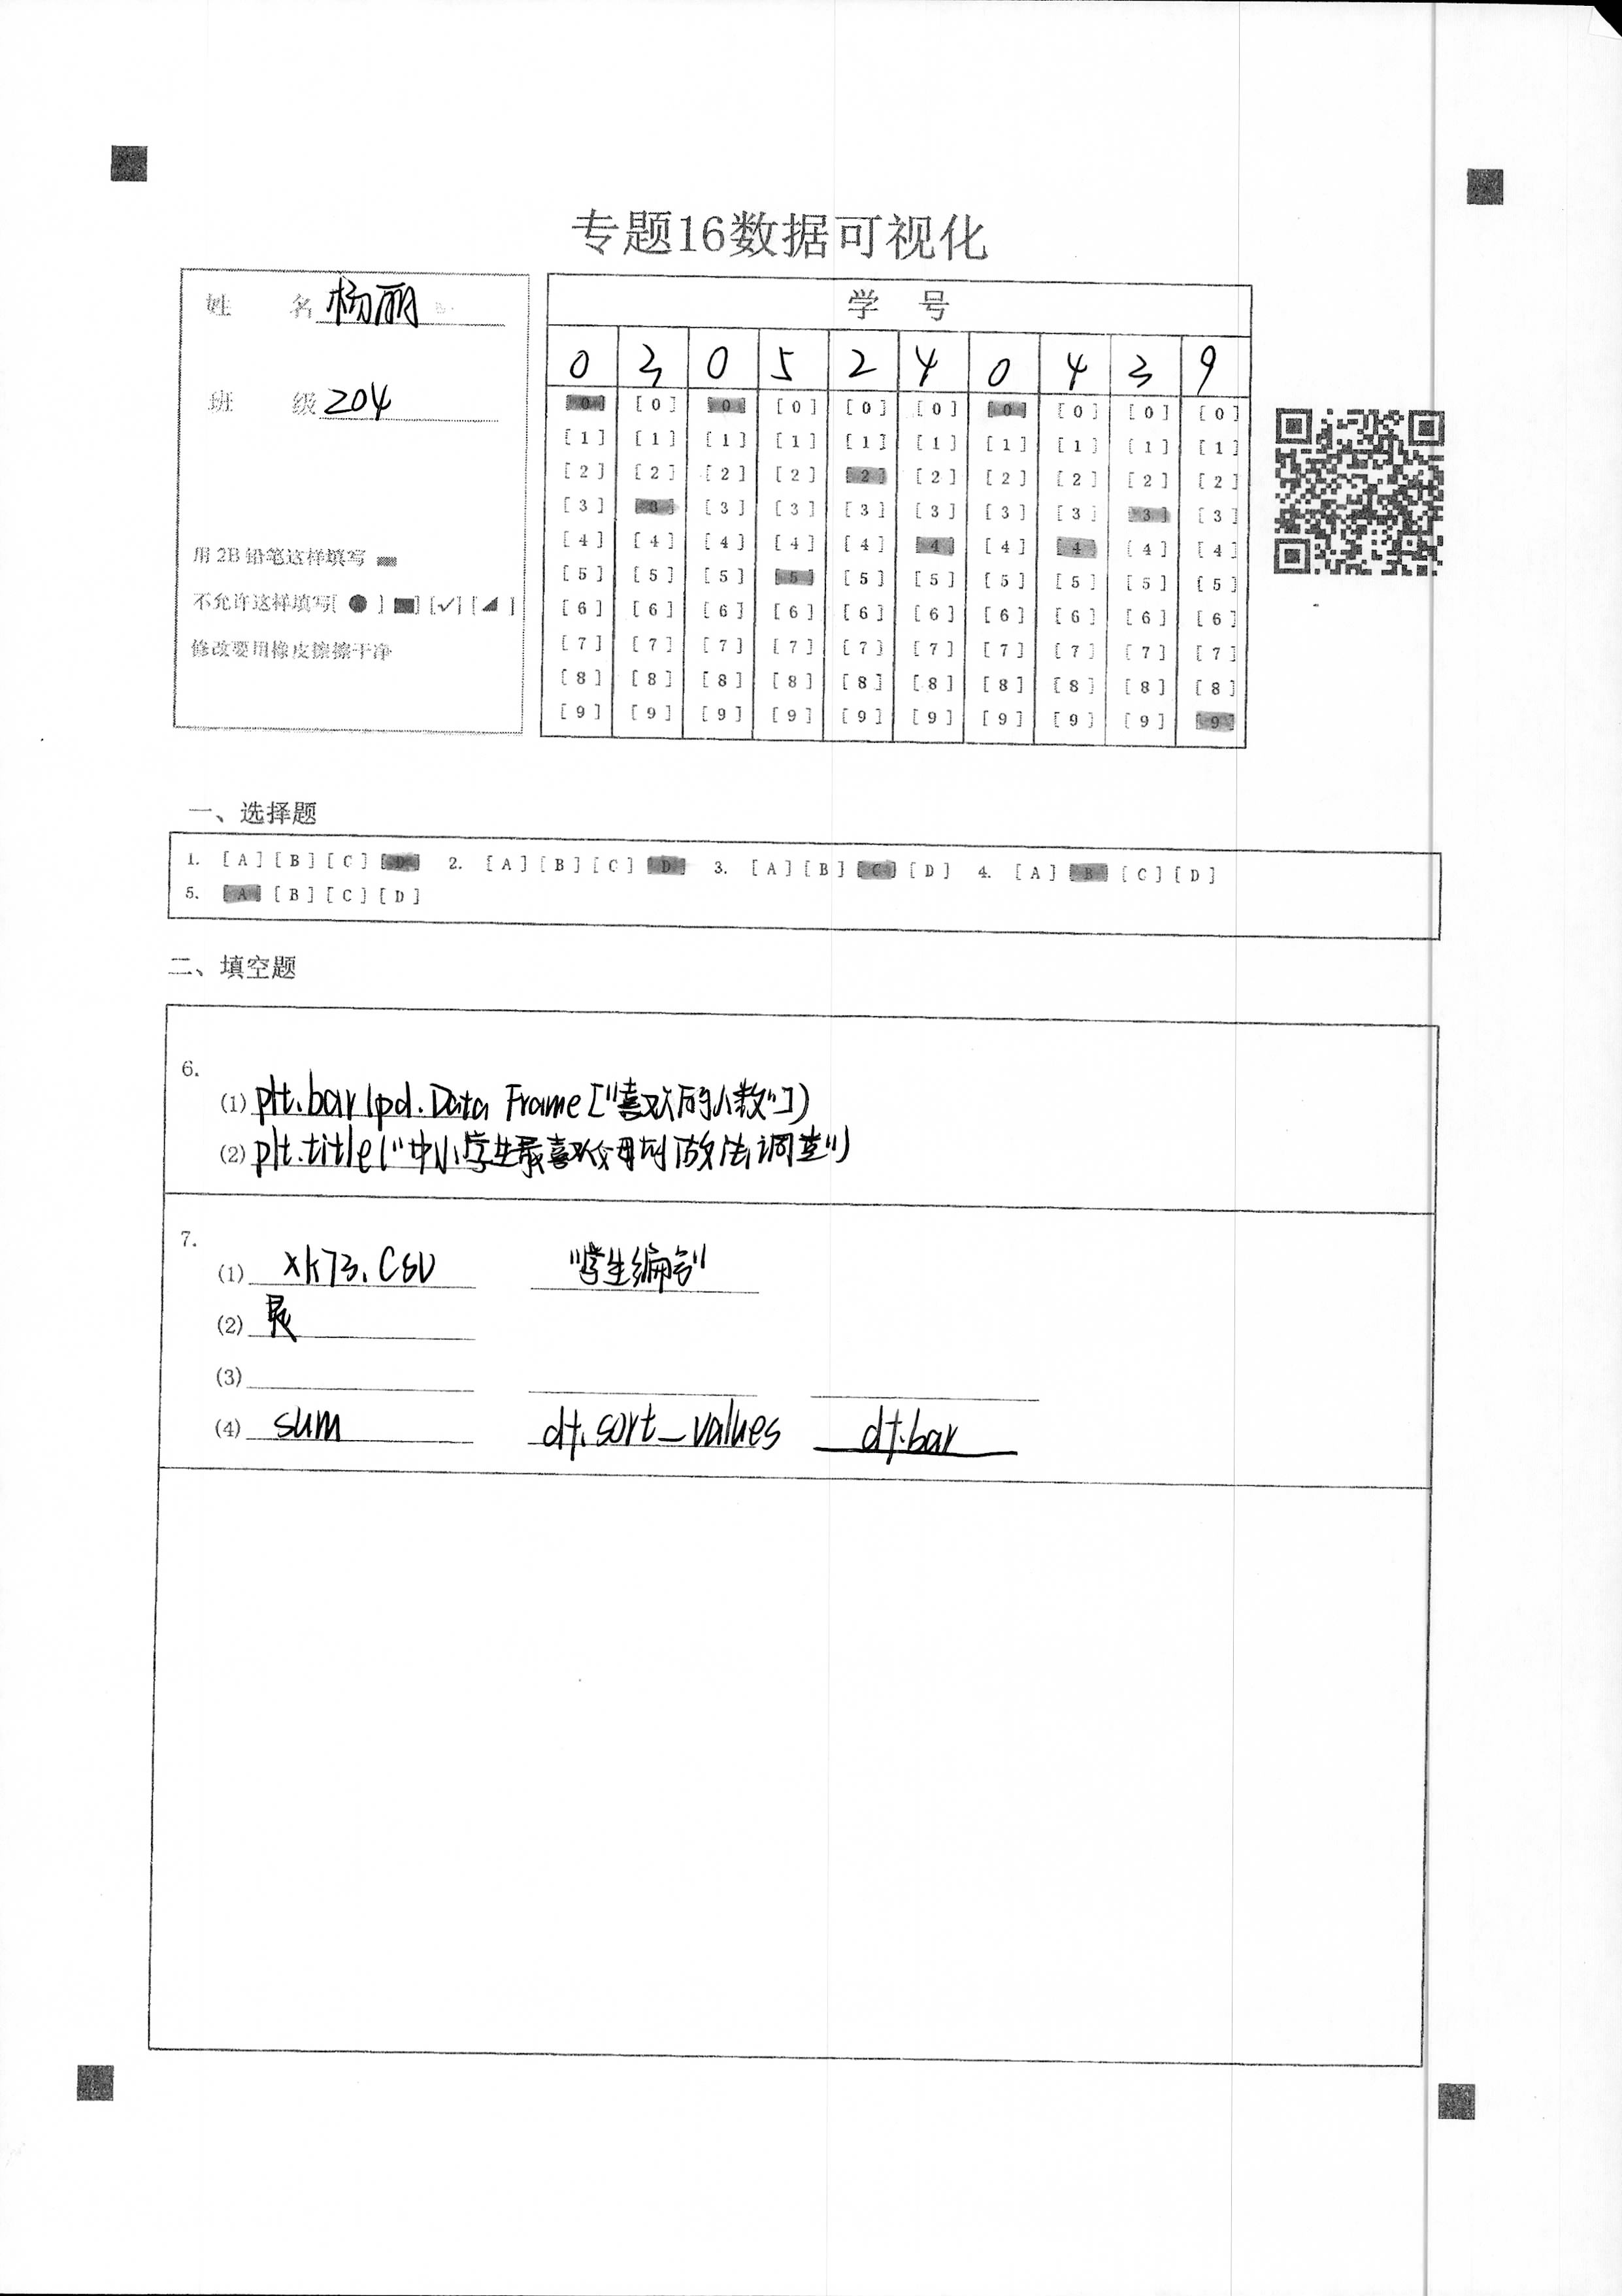 专题16数据可视化
姓 名 杨丽
班 级 204
用 2B 铅笔这样填写
不允许这样填写[ ● ] [✓] [ ]
修改要用橡皮擦擦干净
学 号
0 3 0 5 2 4 0 4 3 9
[0] [0] [0] [0] [0] [0] [0] [0] [0] [0]
[1] [1] [1] [1] [1] [1] [1] [1] [1] [1]
[2] [2] [2] [2] [2] [2] [2] [2] [2] [2]
[3] [3] [3] [3] [3] [3] [3] [3] [3] [3]
[4] [4] [4] [4] [4] [4] [4] [4] [4] [4]
[5] [5] [5] [5] [5] [5] [5] [5] [5] [5]
[6] [6] [6] [6] [6] [6] [6] [6] [6] [6]
[7] [7] [7] [7] [7] [7] [7] [7] [7] [7]
[8] [8] [8] [8] [8] [8] [8] [8] [8] [8]
[9] [9] [9] [9] [9] [9] [9] [9] [9] [9]
一、选择题
1. [A] [B] [C] [D] 2. [A] [B] [C] [D] 3. [A] [B] [C] [D] 4. [A] [B] [C] [D]
5. [A] [B] [C] [D]
二、填空题
6.
(1) plt.bar(pd.Data Frame["喜欢的人数"])
(2) plt.title("中小学生最喜欢父母的做法调查")
7.
(1) xk73.csv "学生编号"
(2)
(3)
(4) sum df.sort_values df.bar